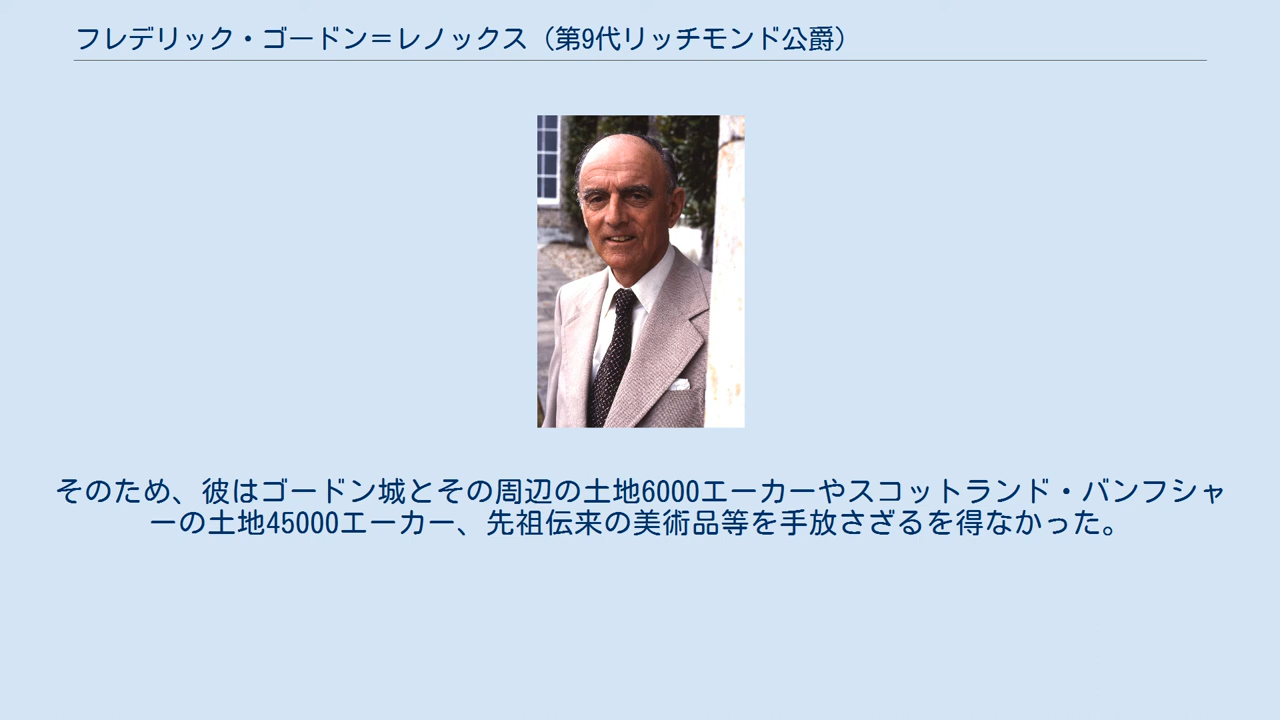 フレデリック・ゴードン＝レノックス（第9代リッチモンド公爵）
そのため、彼はゴードン城とその周辺の土地6000エーカーやスコットランド・バンフシャ
ーの土地45000エーカー、先祖伝来の美術品等を手放さざるを得なかった。